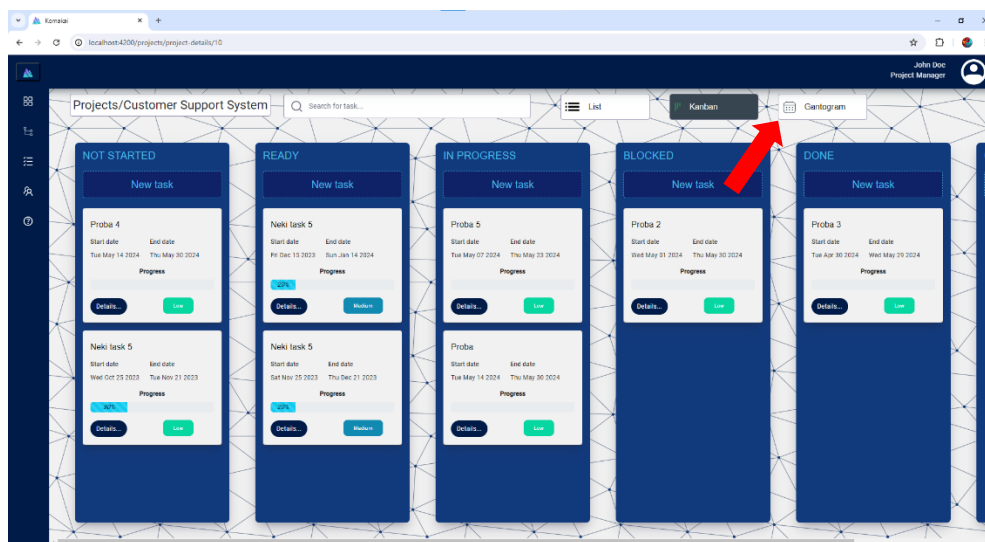 Kamakai
localhost:4200/projects/project-details/10
John Doe
Project Manager
Projects/Customer Support System
Search for task...
List
Kanban
Gantogram
NOT STARTED
New task
Proba 4
Start date End date
Tue May 14 2024 Thu May 30 2024
Progress
Details...
Low
Neki task 5
Start date End date
Wed Oct 25 2023 Tue Nov 21 2023
Progress
30%
Details...
Low
READY
New task
Neki task 5
Start date End date
Fri Dec 15 2023 Sun Jan 14 2024
Progress
Details...
Medium
Neki task 5
Start date End date
Sat Nov 25 2023 Thu Dec 21 2023
Progress
Details...
Medium
IN PROGRESS
New task
Proba 5
Start date End date
Tue May 07 2024 Thu May 23 2024
Progress
Details...
Low
Proba
Start date End date
Tue May 14 2024 Thu May 30 2024
Progress
Details...
Low
BLOCKED
New task
Proba 2
Start date End date
Wed May 01 2024 Thu May 30 2024
Progress
Details...
Low
DONE
New task
Proba 3
Start date End date
Tue Apr 30 2024 Wed May 29 2024
Progress
Details...
Low